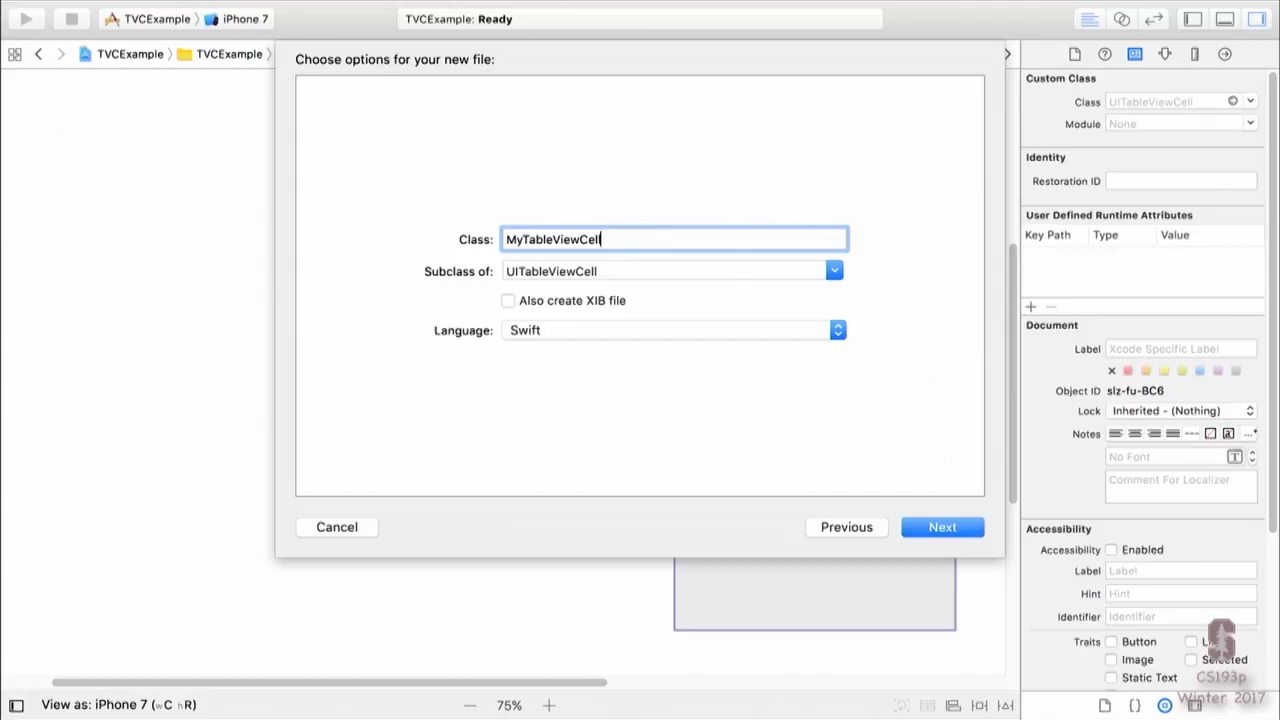 TVCExample 〉 iPhone 7
TVCExample: Ready
TVCExample 〉 TVCExample 〉
Choose options for your new file:
Class: MyTableViewCell
Subclass of: UITableViewCell
Also create XIB file
Language: Swift
Cancel
Previous
Next
Custom Class
Class UITableViewCell
Module None
Identity
Restoration ID
User Defined Runtime Attributes
Key Path Type Value
Document
Label Xcode Specific Label
Object ID slz-fu-BC6
Lock Inherited - (Nothing)
Notes
No Font
Comment For Localizer
Accessibility
Accessibility Enabled
Label Label
Hint Hint
Identifier Identifier
Traits Button
Image Selected
Static Text
CS193p
Winter 2017
View as: iPhone 7 (wC hR)
75%